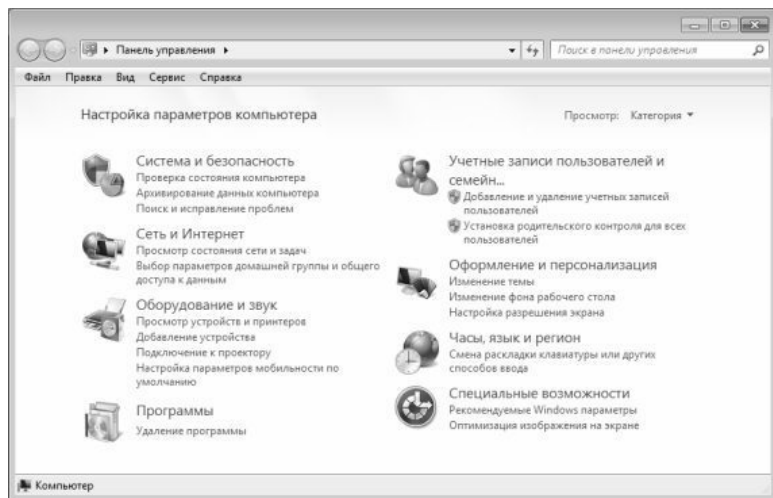 Панель управления
Поиск в панели управления
Файл Правка Вид Сервис Справка
Настройка параметров компьютера
Просмотр: Категория
Система и безопасность
Проверка состояния компьютера
Архивирование данных компьютера
Поиск и исправление проблем
Сеть и Интернет
Просмотр состояния сети и задач
Выбор параметров домашней группы и общего
доступа к данным
Оборудование и звук
Просмотр устройств и принтеров
Добавление устройства
Подключение к проектору
Настройка параметров мобильности по
умолчанию
Программы
Удаление программы
Учетные записи пользователей и
семейн...
Добавление и удаление учетных записей
пользователей
Установка родительского контроля для всех
пользователей
Оформление и персонализация
Изменение темы
Изменение фона рабочего стола
Настройка разрешения экрана
Часы, язык и регион
Смена раскладки клавиатуры или других
способов ввода
Специальные возможности
Рекомендуемые Windows параметры
Оптимизация изображения на экране
Компьютер